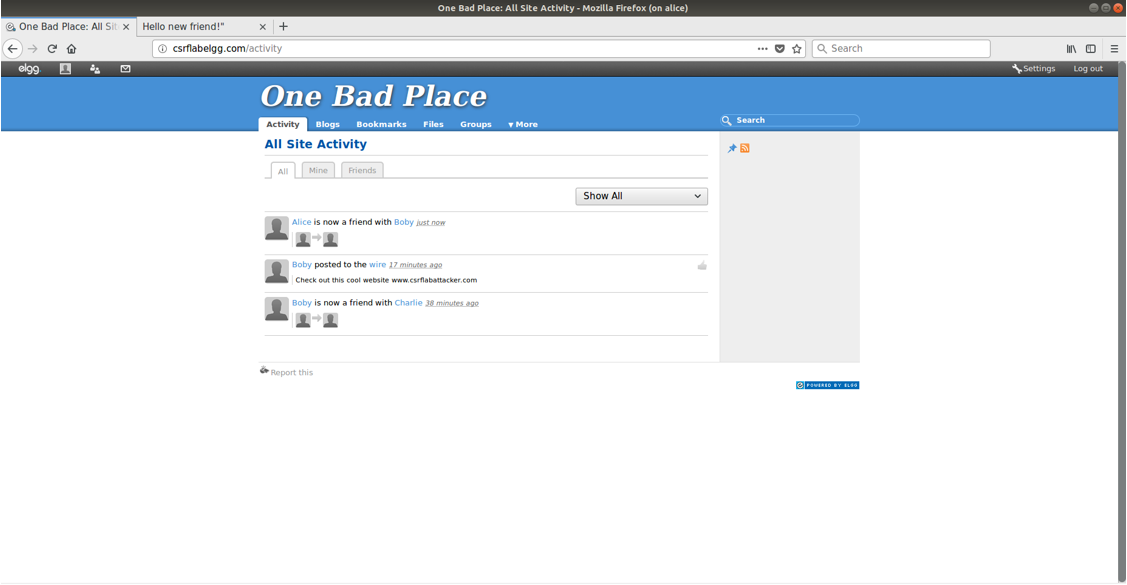 One Bad Place: All Site Activity - Mozilla Firefox (on alice)
One Bad Place: All Sit
Hello new friend!"
csrflabelgg.com/activity
Search
elgg
Settings
Log out
One Bad Place
Activity Blogs Bookmarks Files Groups ▼ More
Search
All Site Activity
All Mine Friends
Show All
Alice is now a friend with Boby just now
Boby posted to the wire 17 minutes ago
Check out this cool website www.csrflabattacker.com
Boby is now a friend with Charlie 38 minutes ago
Report this
POWERED BY ELGG